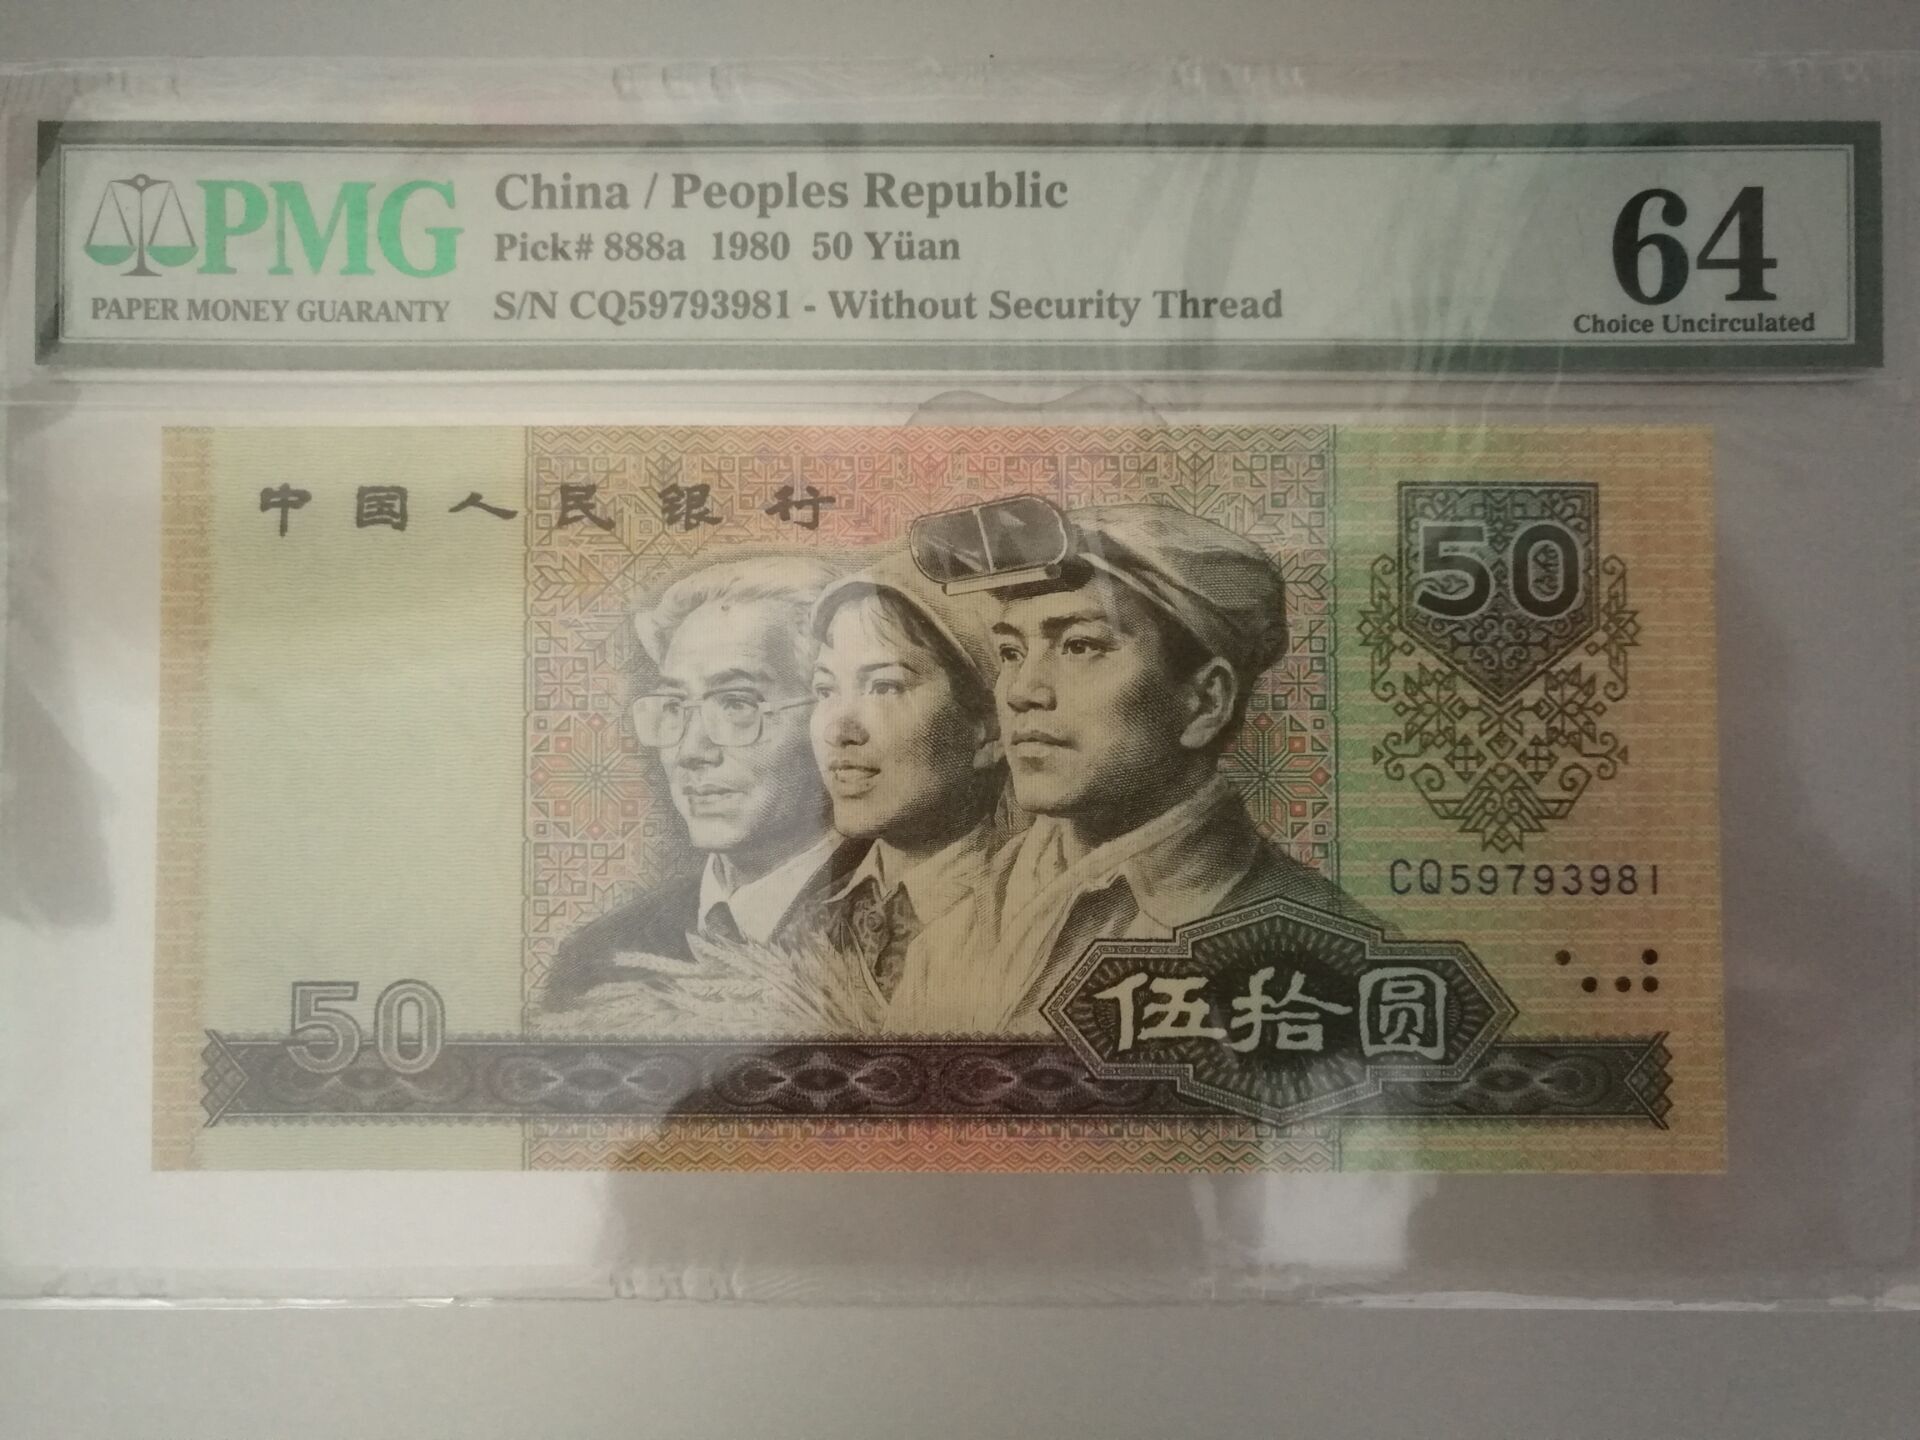 PMG
PAPER MONEY GUARANTY
China / Peoples Republic
Pick# 888a 1980 50 Yüan
S/N CQ59793981 - Without Security Thread
64
Choice Uncirculated
中国人民银行
50
CQ59793981
50
伍拾圆